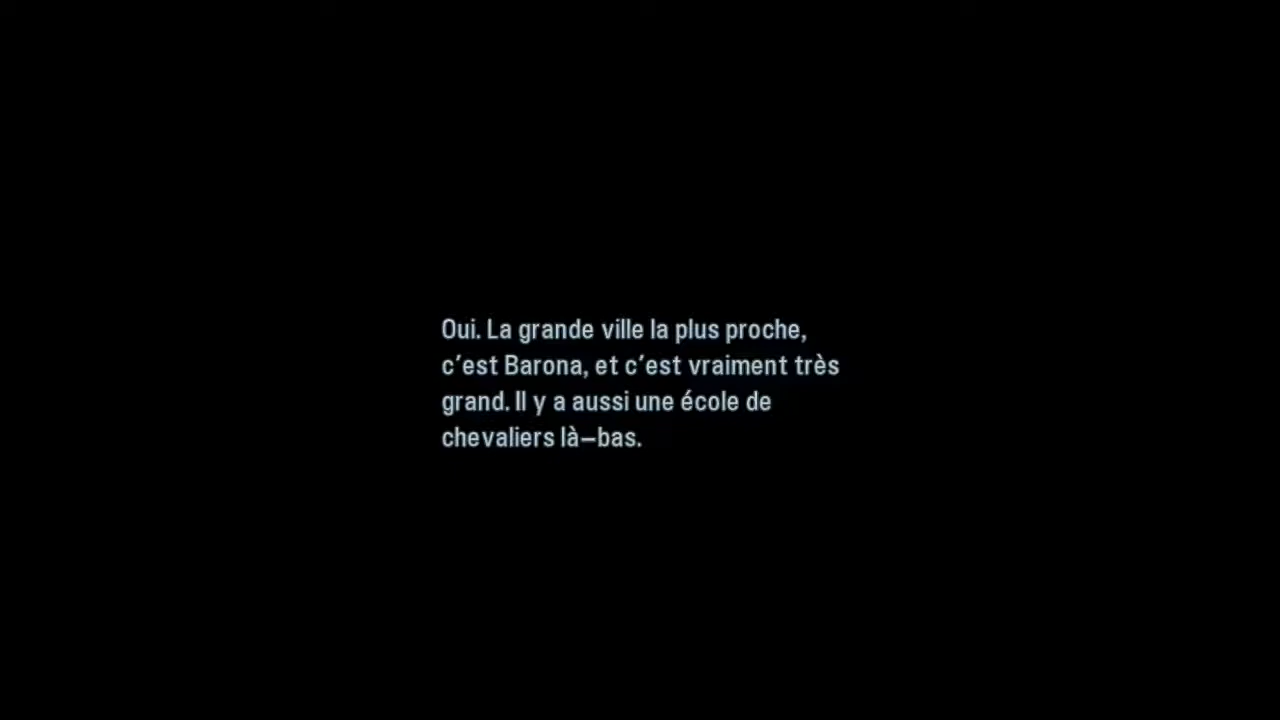 Oui. La grande ville la plus proche,
c'est Barona, et c'est vraiment très
grand. Il y a aussi une école de
chevaliers là–bas.